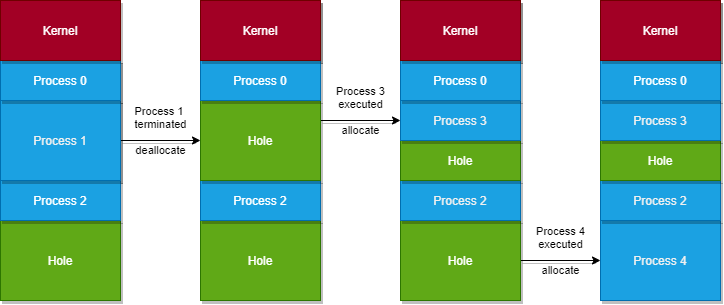 Kernel
Process 0
Process 1
Process 2
Hole
Process 1
terminated
deallocate
Kernel
Process 0
Hole
Process 2
Hole
Process 3
executed
allocate
Kernel
Process 0
Process 3
Hole
Process 2
Hole
Process 4
executed
allocate
Kernel
Process 0
Process 3
Hole
Process 2
Process 4